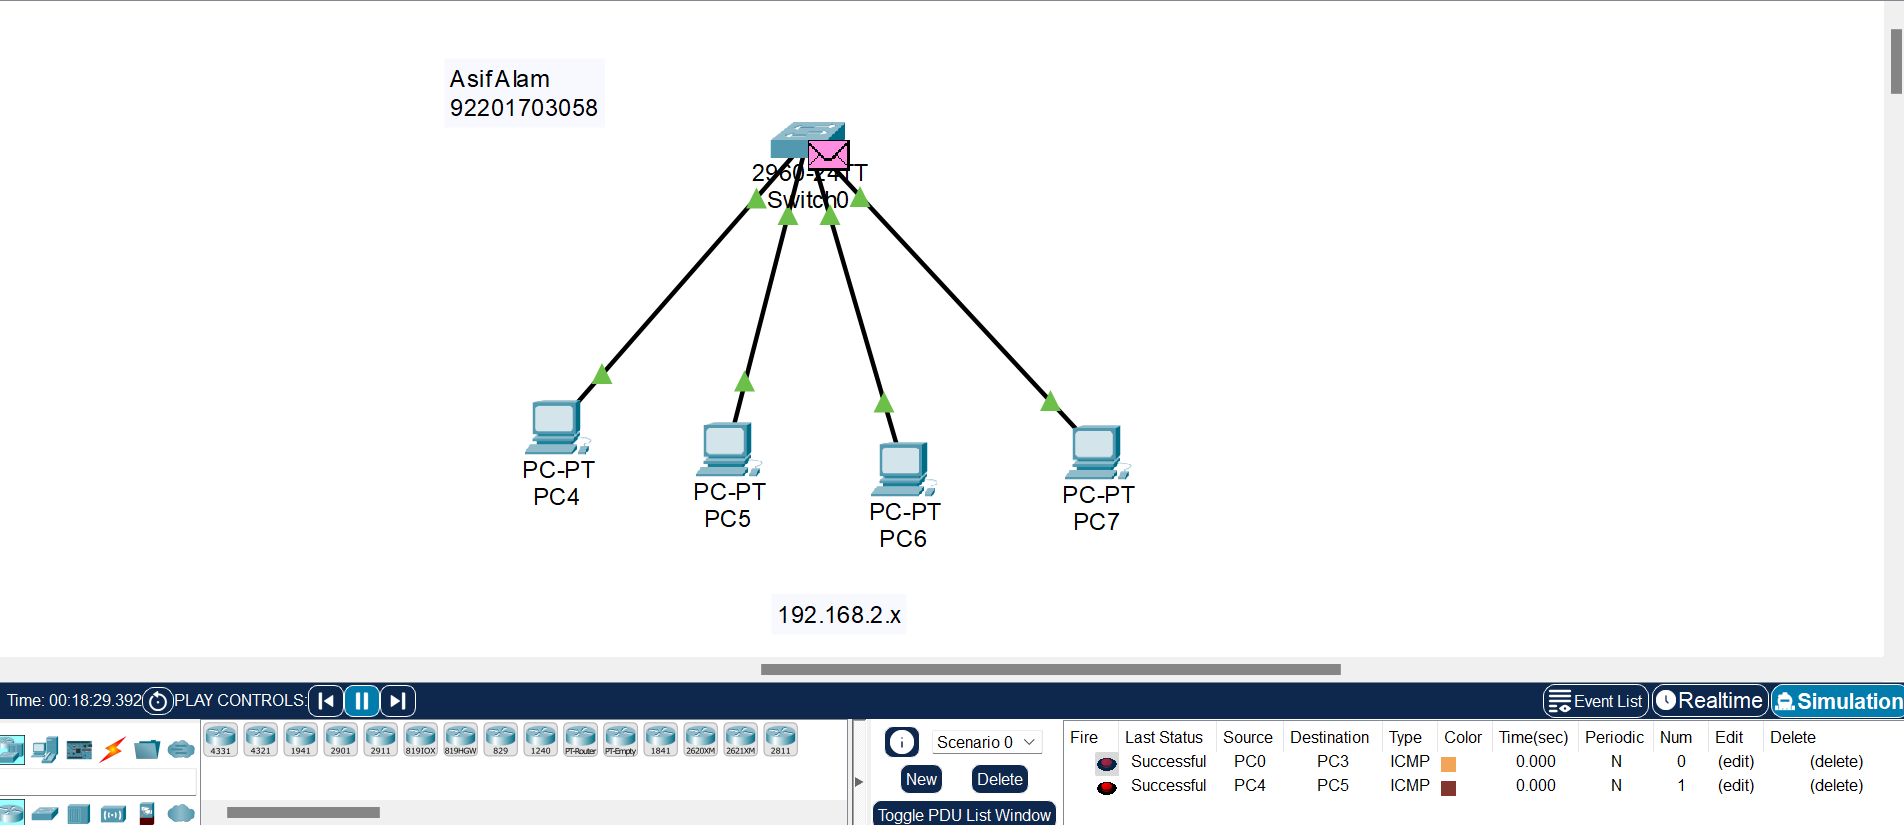 AsifAlam
92201703058
2960-24TT
Switch0
PC-PT
PC4
PC-PT
PC5
PC-PT
PC6
PC-PT
PC7
192.168.2.x
Time: 00:18:29.392 PLAY CONTROLS:
Event List Realtime Simulation
4331 4321 1941 2901 2911 819IOX 819HGW 829 1240 PT-Router PT-Empty 1841 2620XM 2621XM 2811
Scenario 0
New Delete
Toggle PDU List Window
Fire Last Status Source Destination Type Color Time(sec) Periodic Num Edit Delete
Successful PC0 PC3 ICMP 0.000 N 0 (edit) (delete)
Successful PC4 PC5 ICMP 0.000 N 1 (edit) (delete)